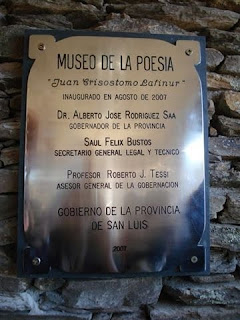 MUSEO DE LA POESIA
"Juan Crisostomo Lafinur"
INAUGURADO EN AGOSTO DE 2007
DR. ALBERTO JOSE RODRIGUEZ SAA
GOBERNADOR DE LA PROVINCIA
SAUL FELIX BUSTOS
SECRETARIO GENERAL LEGAL Y TECNICO
PROFESOR ROBERTO J. TESSI
ASESOR GENERAL DE LA GOBERNACION
GOBIERNO DE LA PROVINCIA
DE SAN LUIS
2007